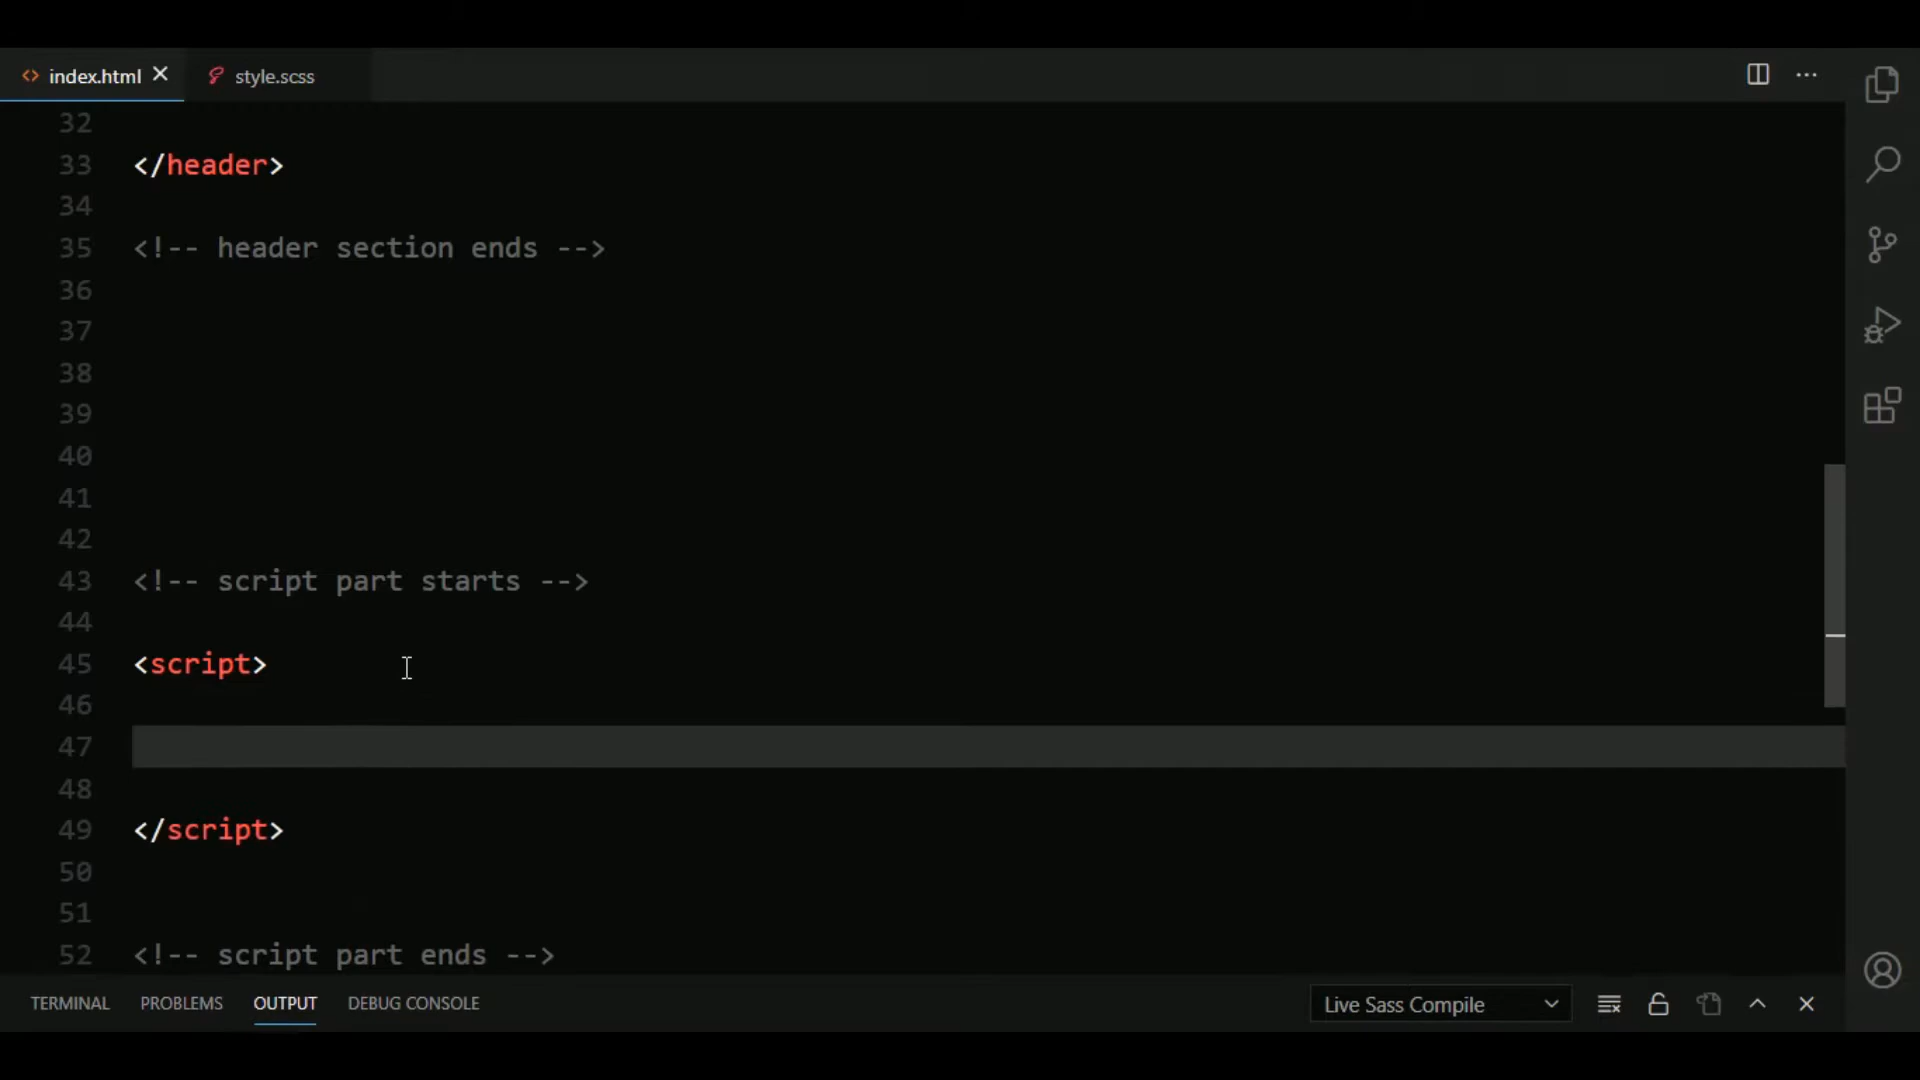 index.html style.scss
32
33 </header>
34
35 <!-- header section ends -->
36
37
38
39
40
41
42
43 <!-- script part starts -->
44
45 <script>
46
47
48
49 </script>
50
51
52 <!-- script part ends -->
TERMINAL PROBLEMS OUTPUT DEBUG CONSOLE Live Sass Compile